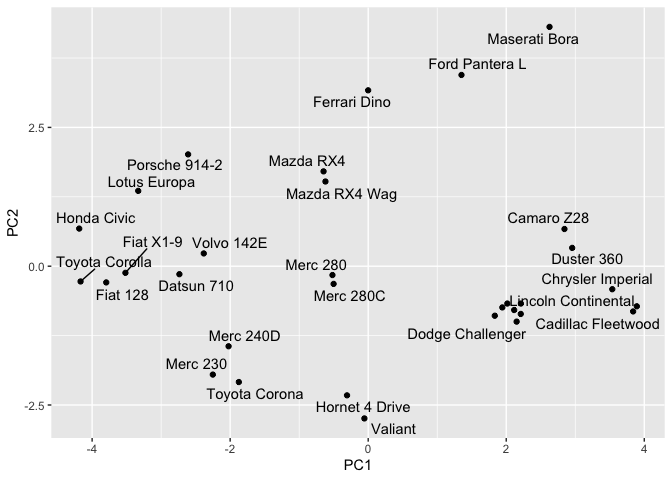 Maserati Bora
Ford Pantera L
Ferrari Dino
2.5
Porsche 914-2
Mazda RX4
Lotus Europa
Mazda RX4 Wag
Honda Civic
Camaro Z28
PC2
Fiat X1-9
Volvo 142E
Toyota Corolla
Merc 280
Duster 360
0.0
Chrysler Imperial
Datsun 710
Fiat 128
Merc 280C
Lincoln Continental
Cadillac Fleetwood
Merc 240D
Dodge Challenger
Merc 230
Toyota Corona
-2.5
Hornet 4 Drive
Valiant
-4
-2
0
2
4
PC1